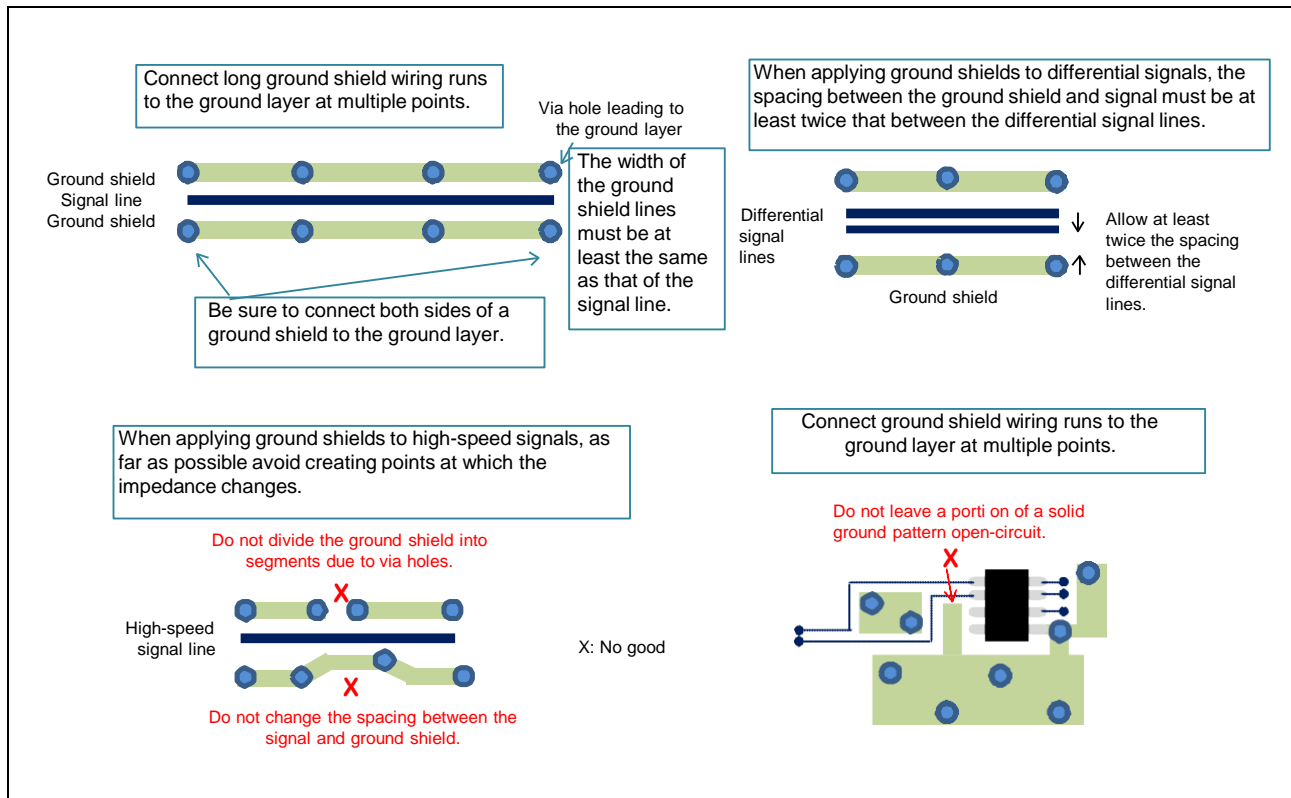 Connect long ground shield wiring runs
to the ground layer at multiple points.
Via hole leading to
the ground layer
Ground shield
Signal line
Ground shield
The width of
the ground
shield lines
must be at
least the same
as that of the
signal line.
Be sure to connect both sides of a
ground shield to the ground layer.
When applying ground shields to differential signals, the
spacing between the ground shield and signal must be at
least twice that between the differential signal lines.
Differential
signal
lines
Allow at least
twice the spacing
between the
differential signal
lines.
Ground shield
When applying ground shields to high-speed signals, as
far as possible avoid creating points at which the
impedance changes.
Do not divide the ground shield into
segments due to via holes.
X
High-speed
signal line
X
Do not change the spacing between the
signal and ground shield.
X: No good
Connect ground shield wiring runs to the
ground layer at multiple points.
Do not leave a porti on of a solid
ground pattern open-circuit.
X